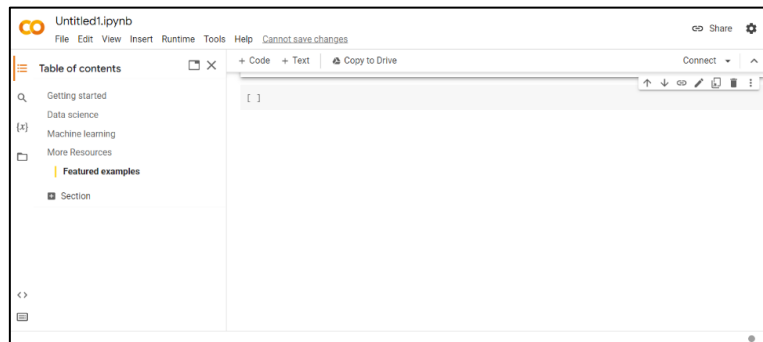 Untitled1.ipynb
File Edit View Insert Runtime Tools Help Cannot save changes
Share
Table of contents
+ Code + Text Copy to Drive
Connect
Getting started
Data science
Machine learning
More Resources
Featured examples
Section
{x}
[ ]
<>